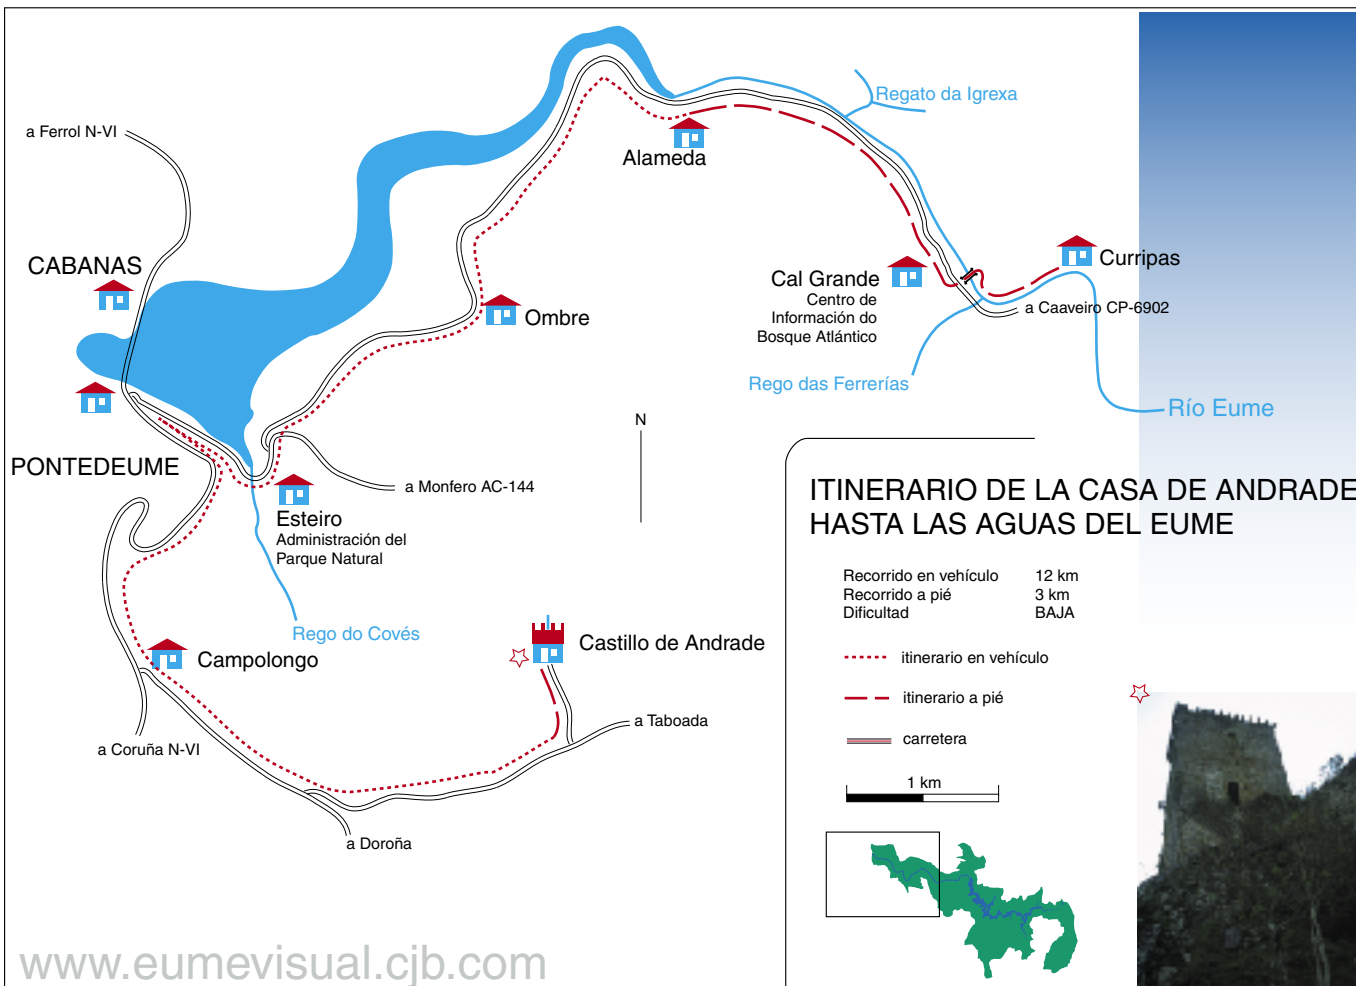 Regato da Igrexa
a Ferrol N-VI
Alameda
CABANAS
Curripas
Cal Grande
Centro de
Información do
Bosque Atlántico
a Caaveiro CP-6902
Ombre
Rego das Ferrerías
Río Eume
N
PONTEDEUME
a Monfero AC-144
Esteiro
Administración del
Parque Natural
Rego do Covés
Castillo de Andrade
Campolongo
a Taboada
a Coruña N-VI
a Doroña
ITINERARIO DE LA CASA DE ANDRADE
HASTA LAS AGUAS DEL EUME
Recorrido en vehículo 12 km
Recorrido a pié 3 km
Dificultad BAJA
itinerario en vehículo
itinerario a pié
carretera
1 km
www.eumevisual.cjb.com